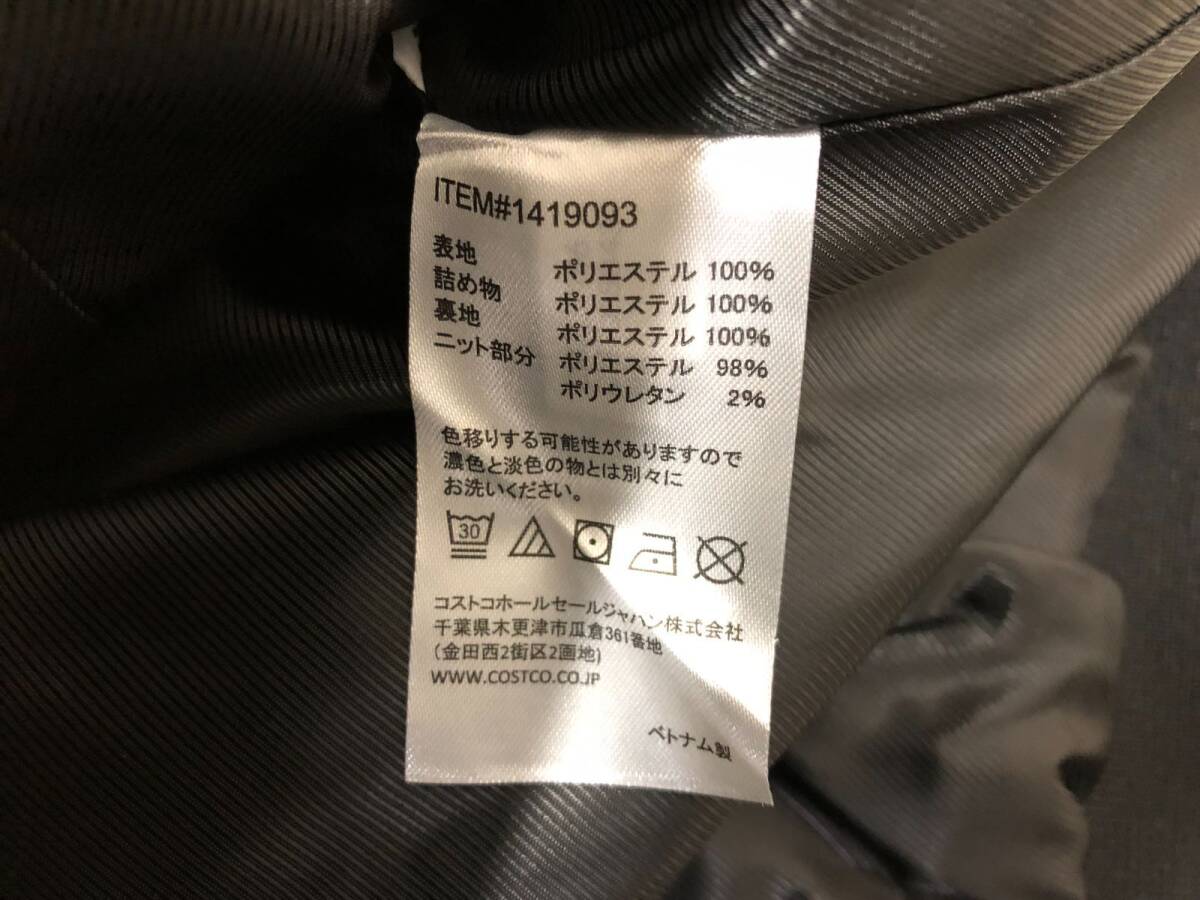 ITEM#1419093
表地 ポリエステル 100%
詰め物 ポリエステル 100%
裏地 ポリエステル 100%
ニット部分 ポリエステル 98%
ポリウレタン 2%
色移りする可能性がありますので
濃色と淡色の物とは別々に
お洗いください。
30
コストコホールセールジャパン株式会社
千葉県木更津市瓜倉361番地
(金田西2街区2画地)
WWW.COSTCO.CO.JP
ベトナム製